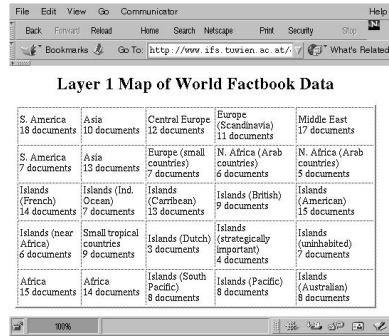 File Edit View Go Communicator Help
Back Forward Reload Home Search Netscape Print Security Stop N
Bookmarks Go To: http://www.ifs.tuwien.ac.at/ What's Related
Layer 1 Map of World Factbook Data
S. America
18 documents
Asia
10 documents
Central Europe
12 documents
Europe
(Scandinavia)
11 documents
Middle East
17 documents
S. America
7 documents
Asia
13 documents
Europe (small
countries)
7 documents
N. Africa (Arab
countries)
6 documents
N. Africa (Arab
countries)
5 documents
Islands
(French)
14 documents
Islands (Ind.
Ocean)
7 documents
Islands
(Carribean)
13 documents
Islands (British)
9 documents
Islands
(American)
15 documents
Islands (near
Africa)
6 documents
Small tropical
countries
9 documents
Islands (Dutch)
3 documents
Islands
(strategically
important)
4 documents
Islands
(uninhabited)
7 documents
Africa
15 documents
Africa
14 documents
Islands (South
Pacific)
8 documents
Islands (Pacific)
8 documents
Islands
(Australian)
8 documents
100%